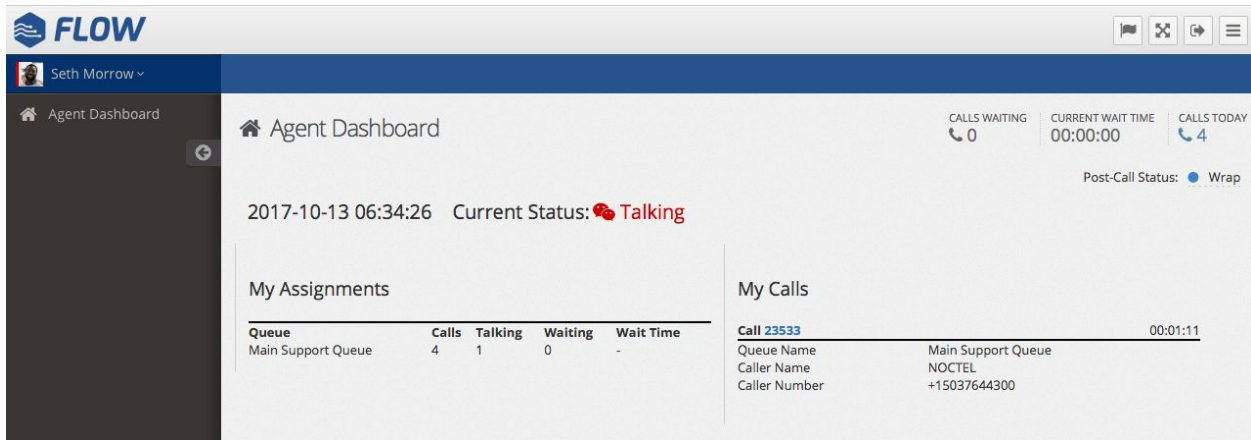 FLOW
Seth Morrow
Agent Dashboard
Agent Dashboard
CALLS WAITING
0
CURRENT WAIT TIME
00:00:00
CALLS TODAY
4
Post-Call Status: Wrap
2017-10-13 06:34:26 Current Status: Talking
My Assignments
Queue Calls Talking Waiting Wait Time
Main Support Queue 4 1 0 -
My Calls
Call 23533 00:01:11
Queue Name Main Support Queue
Caller Name NOCTEL
Caller Number +15037644300